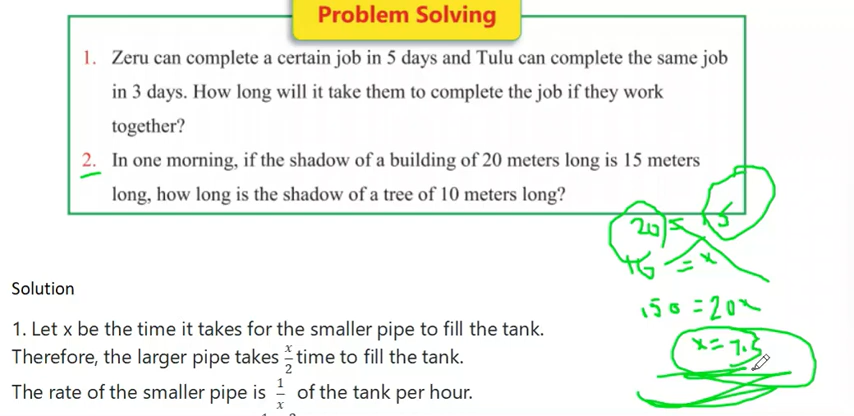 Problem Solving
1. Zeru can complete a certain job in 5 days and Tulu can complete the same job
in 3 days. How long will it take them to complete the job if they work
together?
2. In one morning, if the shadow of a building of 20 meters long is 15 meters
long, how long is the shadow of a tree of 10 meters long?
150 = 20x
x = 7.5
Solution
1. Let x be the time it takes for the smaller pipe to fill the tank.
Therefore, the larger pipe takes x/2 time to fill the tank.
The rate of the smaller pipe is 1/x of the tank per hour.